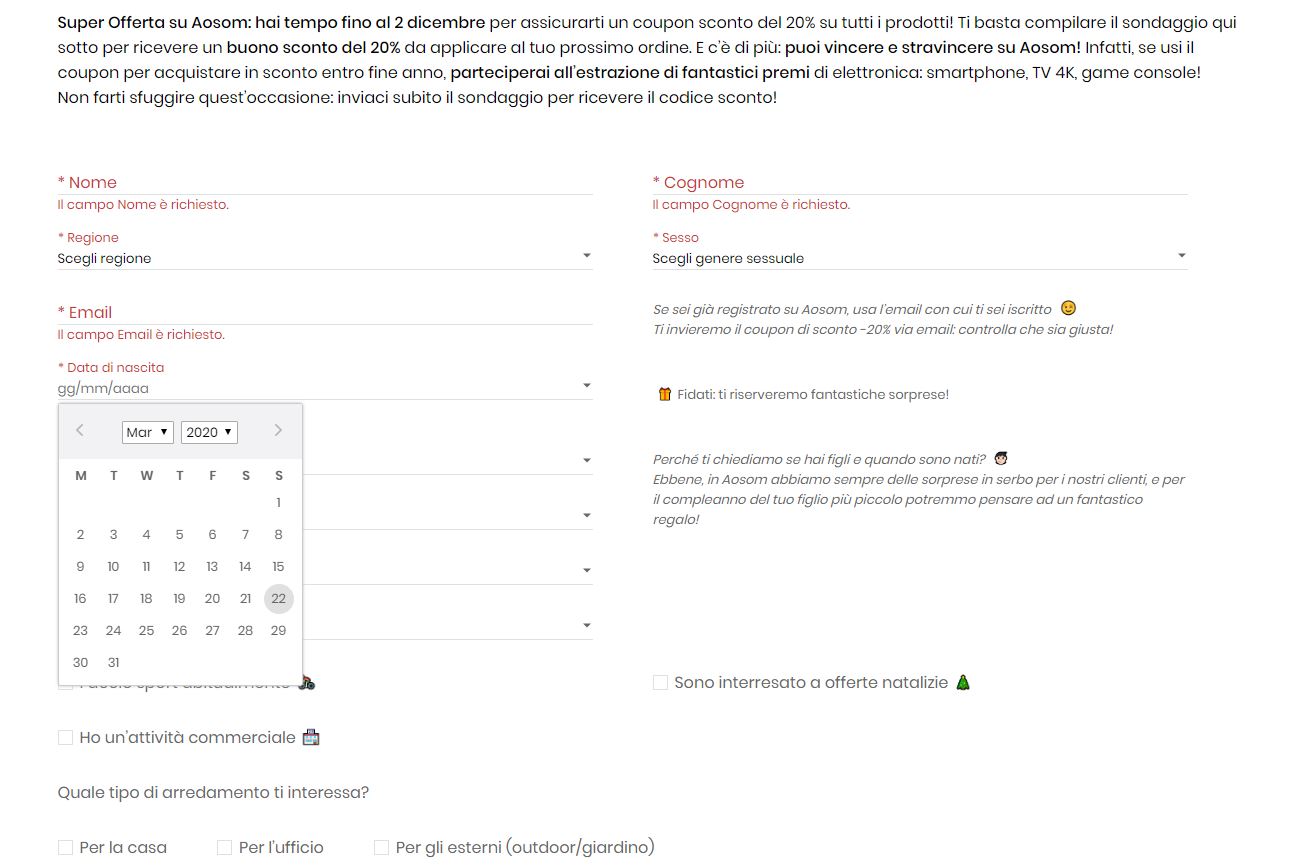 Super Offerta su Aosom: hai tempo fino al 2 dicembre per assicurarti un coupon sconto del 20% su tutti i prodotti! Ti basta compilare il sondaggio qui
sotto per ricevere un buono sconto del 20% da applicare al tuo prossimo ordine. E c'è di più: puoi vincere e stravincere su Aosom! Infatti, se usi il
coupon per acquistare in sconto entro fine anno, parteciperai all'estrazione di fantastici premi di elettronica: smartphone, TV 4K, game console!
Non farti sfuggire quest'occasione: inviaci subito il sondaggio per ricevere il codice sconto!
* Nome
Il campo Nome è richiesto.
* Cognome
Il campo Cognome è richiesto.
* Regione
Scegli regione
* Sesso
Scegli genere sessuale
* Email
Il campo Email è richiesto.
Se sei già registrato su Aosom, usa l'email con cui ti sei iscritto
Ti invieremo il coupon di sconto -20% via email: controlla che sia giusta!
* Data di nascita
gg/mm/aaaa
Fidati: ti riserveremo fantastiche sorprese!
Mar 2020
M T W T F S S
1
2 3 4 5 6 7 8
9 10 11 12 13 14 15
16 17 18 19 20 21 22
23 24 25 26 27 28 29
30 31
Perché ti chiediamo se hai figli e quando sono nati?
Ebbene, in Aosom abbiamo sempre delle sorprese in serbo per i nostri clienti, e per
il compleanno del tuo figlio più piccolo potremmo pensare ad un fantastico
regalo!
Sono interresato a offerte natalizie
Ho un'attività commerciale
Quale tipo di arredamento ti interessa?
Per la casa
Per l'ufficio
Per gli esterni (outdoor/giardino)